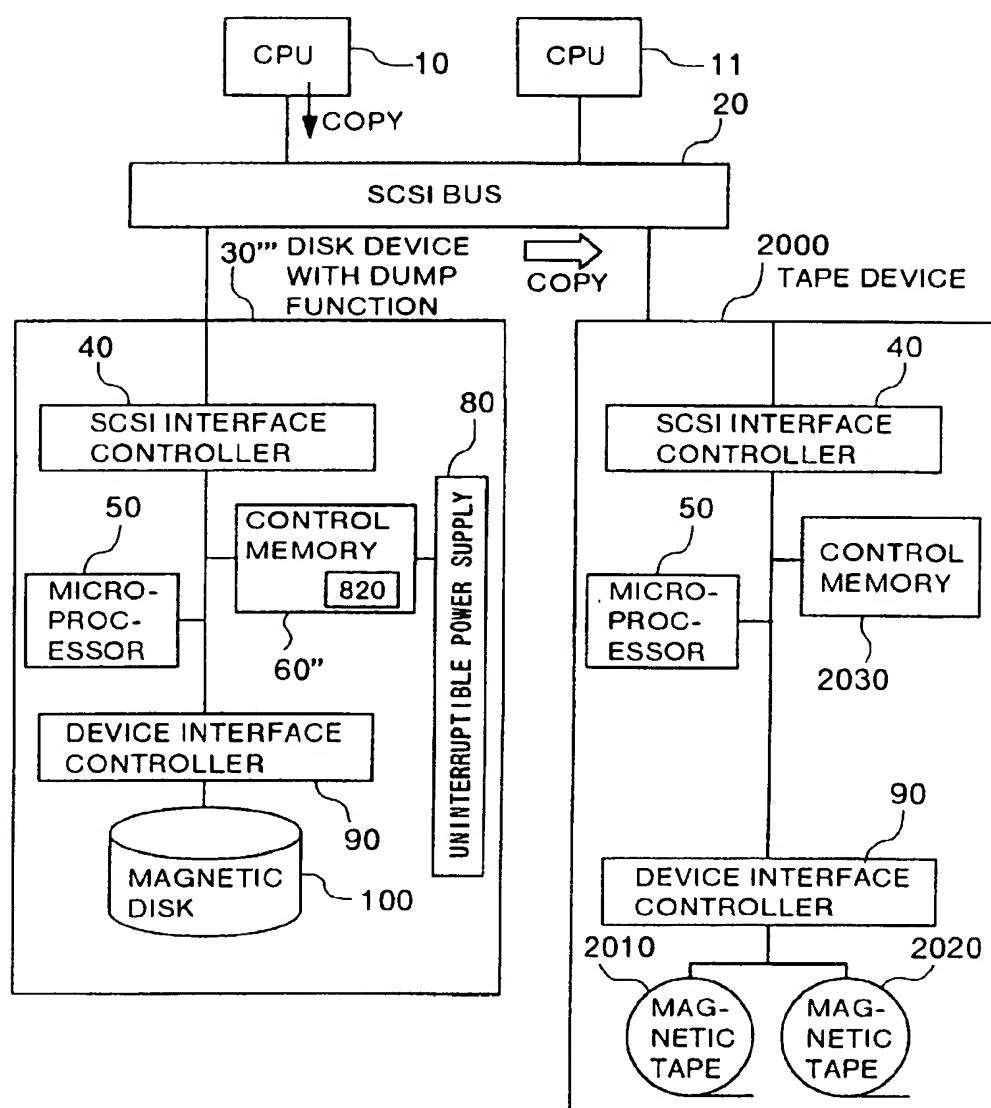 CPU
10
CPU
11
COPY
20
SCSI BUS
30''' DISK DEVICE
WITH DUMP
FUNCTION
COPY
2000
TAPE DEVICE
40
SCSI INTERFACE
CONTROLLER
80
UNINTERRUPTIBLE POWER SUPPLY
50
CONTROL
MEMORY
820
MICRO-
PROC-
ESSOR
60''
DEVICE INTERFACE
CONTROLLER
90
MAGNETIC
DISK
100
40
SCSI INTERFACE
CONTROLLER
50
CONTROL
MEMORY
MICRO-
PROC-
ESSOR
2030
90
DEVICE INTERFACE
CONTROLLER
2010
2020
MAG-
NETIC
TAPE
MAG-
NETIC
TAPE